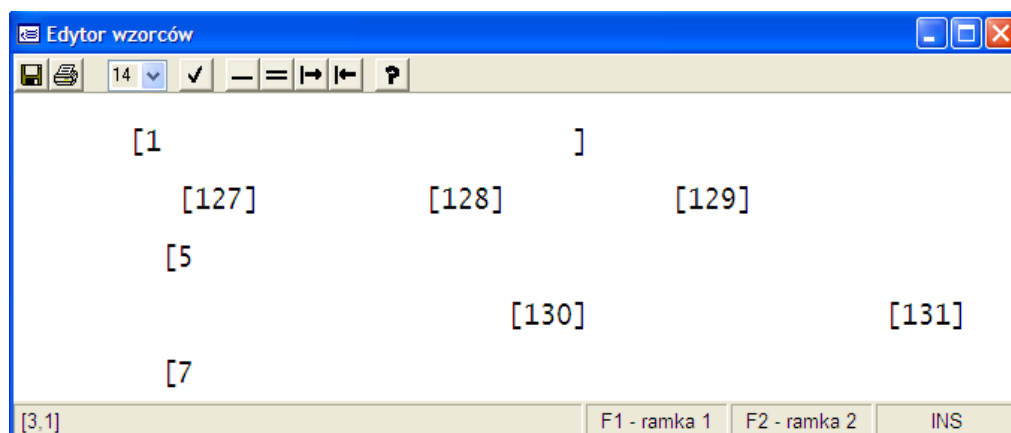 Edytor wzorców
14 ?
[1 ]
[127] [128] [129]
[5
[130] [131]
[7
[3,1] F1 - ramka 1 F2 - ramka 2 INS